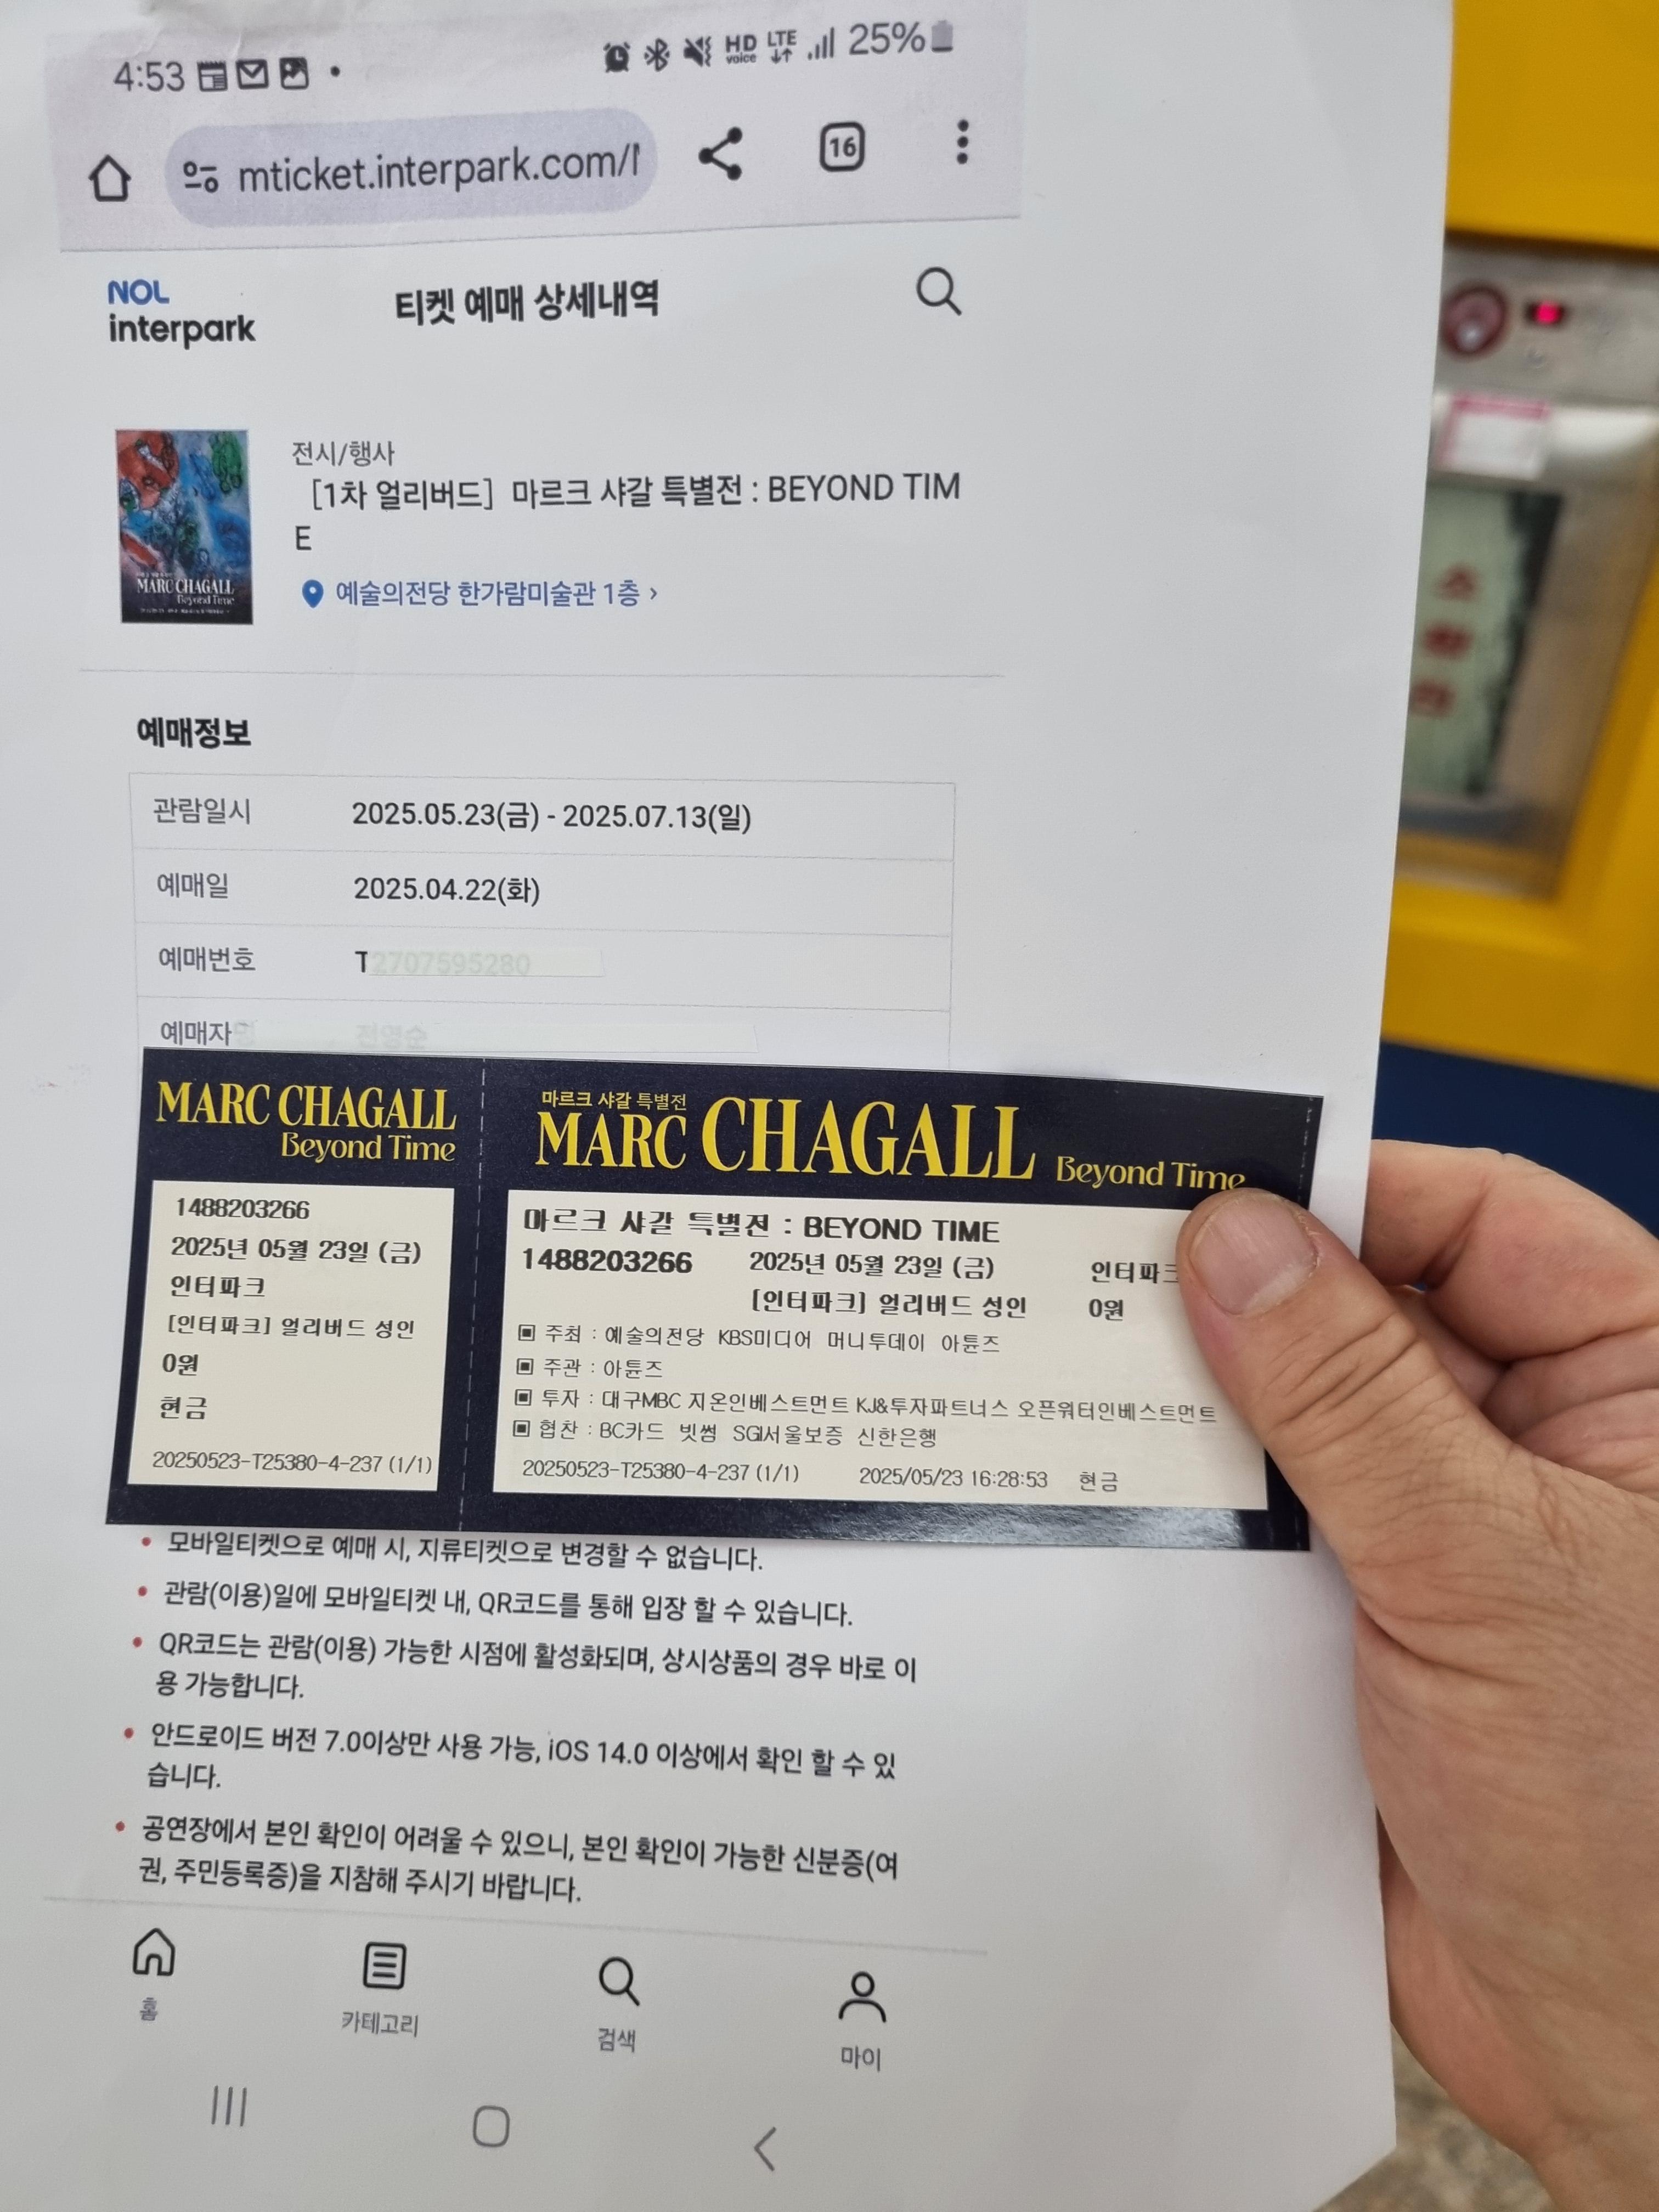 4:53
HD voice LTE 25%
mticket.interpark.com/
16
NOL
interpark
티켓 예매 상세내역
전시/행사
[1차 얼리버드] 마르크 샤갈 특별전 : BEYOND TIM
E
MARC CHAGALL
Beyond Time
예술의전당 한가람미술관 1층 >
예매정보
관람일시 2025.05.23(금) - 2025.07.13(일)
예매일 2025.04.22(화)
예매번호 T2707595280
예매자
MARC CHAGALL
Beyond Time
1488203266
2025년 05월 23일 (금)
인터파크
[인터파크] 얼리버드 성인
0원
현금
20250523-T25380-4-237 (1/1)
마르크 샤갈 특별전
MARC CHAGALL Beyond Time
마르크 샤갈 특별전 : BEYOND TIME
1488203266 2025년 05월 23일 (금) 인터파크
[인터파크] 얼리버드 성인 0원
▣ 주최 : 예술의전당 KBS미디어 머니투데이 아튠즈
▣ 주관 : 아튠즈
▣ 투자 : 대구MBC 지온인베스트먼트 KJ&투자파트너스 오픈워터인베스트먼트
▣ 협찬 : BC카드 빗썸 SGI서울보증 신한은행
20250523-T25380-4-237 (1/1) 2025/05/23 16:28:53 현금
• 모바일티켓으로 예매 시, 지류티켓으로 변경할 수 없습니다.
• 관람(이용)일에 모바일티켓 내, QR코드를 통해 입장 할 수 있습니다.
• QR코드는 관람(이용) 가능한 시점에 활성화되며, 상시상품의 경우 바로 이
용 가능합니다.
• 안드로이드 버전 7.0이상만 사용 가능, iOS 14.0 이상에서 확인 할 수 있
습니다.
• 공연장에서 본인 확인이 어려울 수 있으니, 본인 확인이 가능한 신분증(여
권, 주민등록증)을 지참해 주시기 바랍니다.
홈
카테고리
검색
마이
소
화
전